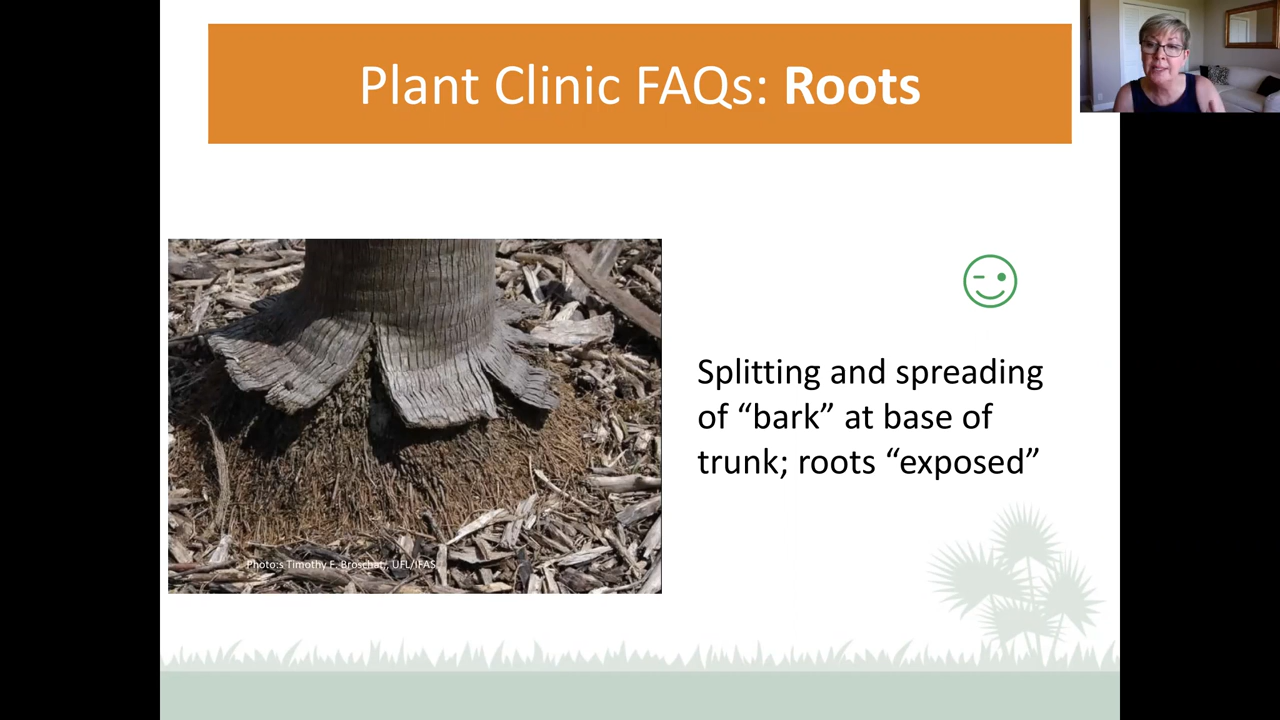 Plant Clinic FAQs: Roots
Splitting and spreading
of “bark” at base of
trunk; roots “exposed”
Photo:s Timothy E. Broschat, UFL/IFAS